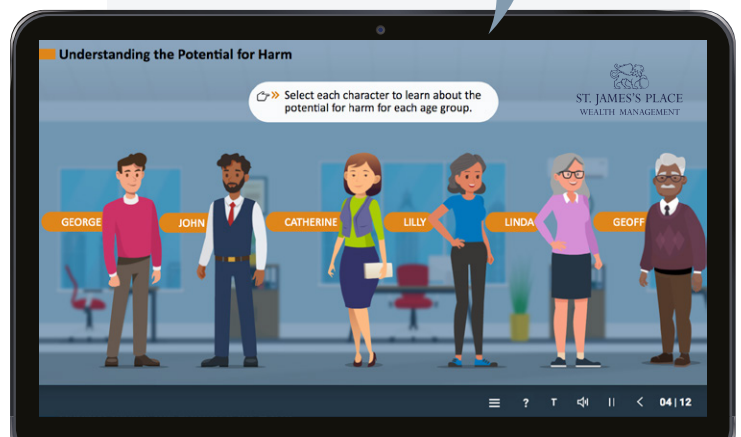 Understanding the Potential for Harm
Select each character to learn about the
potential for harm for each age group.
ST. JAMES'S PLACE
WEALTH MANAGEMENT
GEORGE
JOHN
CATHERINE
LILLY
LINDA
GEOFF
? T 04|12